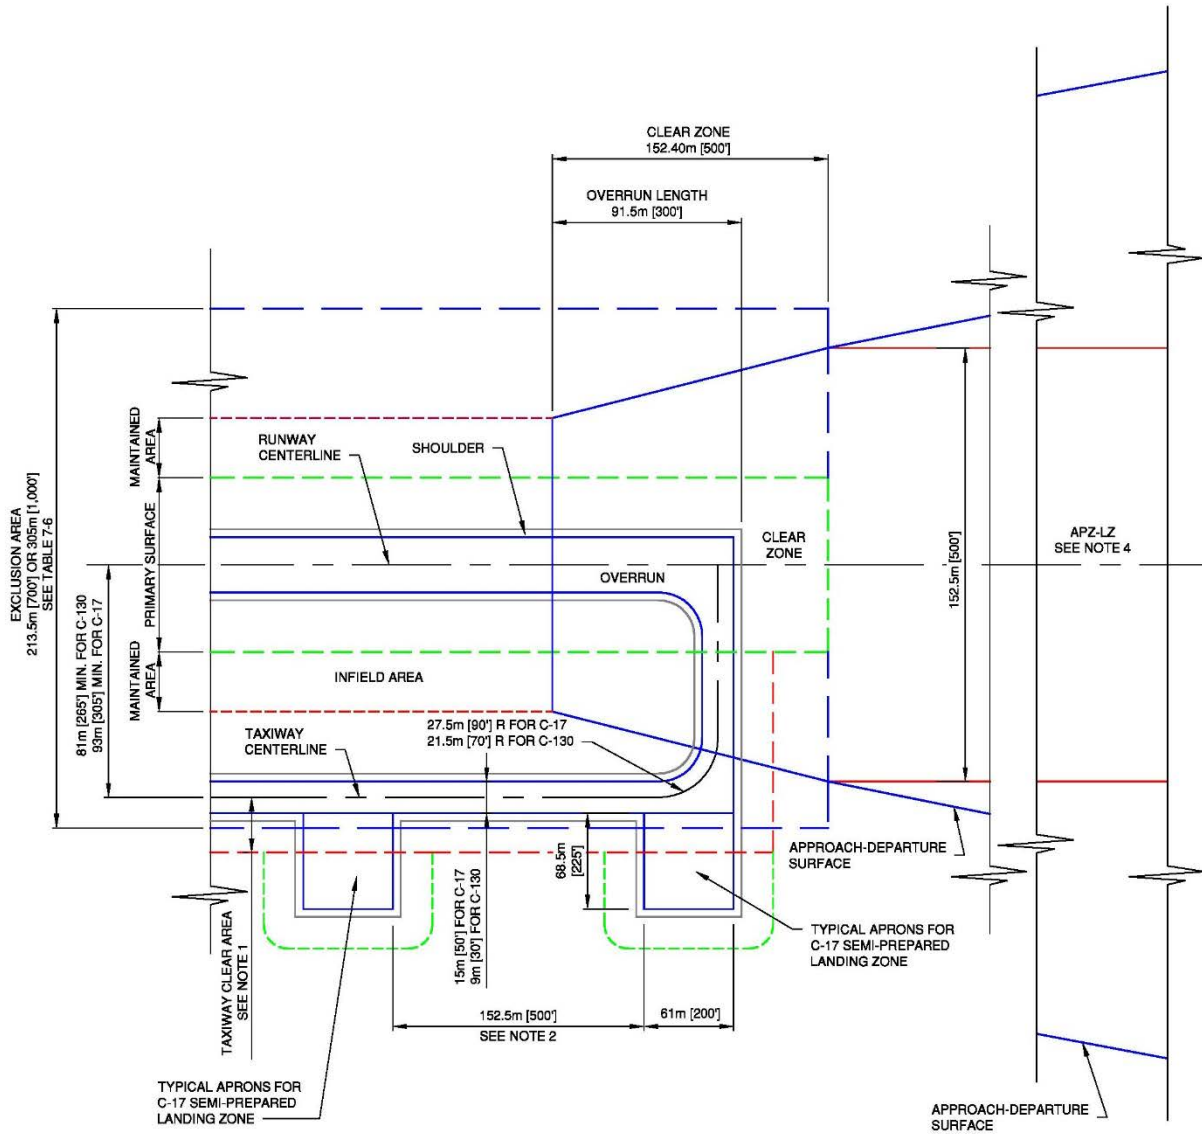 CLEAR ZONE
152.40m [500']
OVERRUN LENGTH
91.5m [300']
EXCLUSION AREA
213.5m [700'] OR 305m [1,000']
SEE TABLE 7-6
MAINTAINED
AREA
PRIMARY SURFACE
MAINTAINED
AREA
81m [265'] MIN. FOR C-130
93m [305'] MIN. FOR C-17
RUNWAY
CENTERLINE
SHOULDER
OVERRUN
CLEAR
ZONE
152.5m [500']
APZ-LZ
SEE NOTE 4
INFIELD AREA
TAXIWAY
CENTERLINE
27.5m [90'] R FOR C-17
21.5m [70'] R FOR C-130
TAXIWAY CLEAR AREA
SEE NOTE 1
15m [50'] FOR C-17
9m [30'] FOR C-130
68.5m
[225']
APPROACH-DEPARTURE
SURFACE
TYPICAL APRONS FOR
C-17 SEMI-PREPARED
LANDING ZONE
152.5m [500']
SEE NOTE 2
61m [200']
TYPICAL APRONS FOR
C-17 SEMI-PREPARED
LANDING ZONE
APPROACH-DEPARTURE
SURFACE